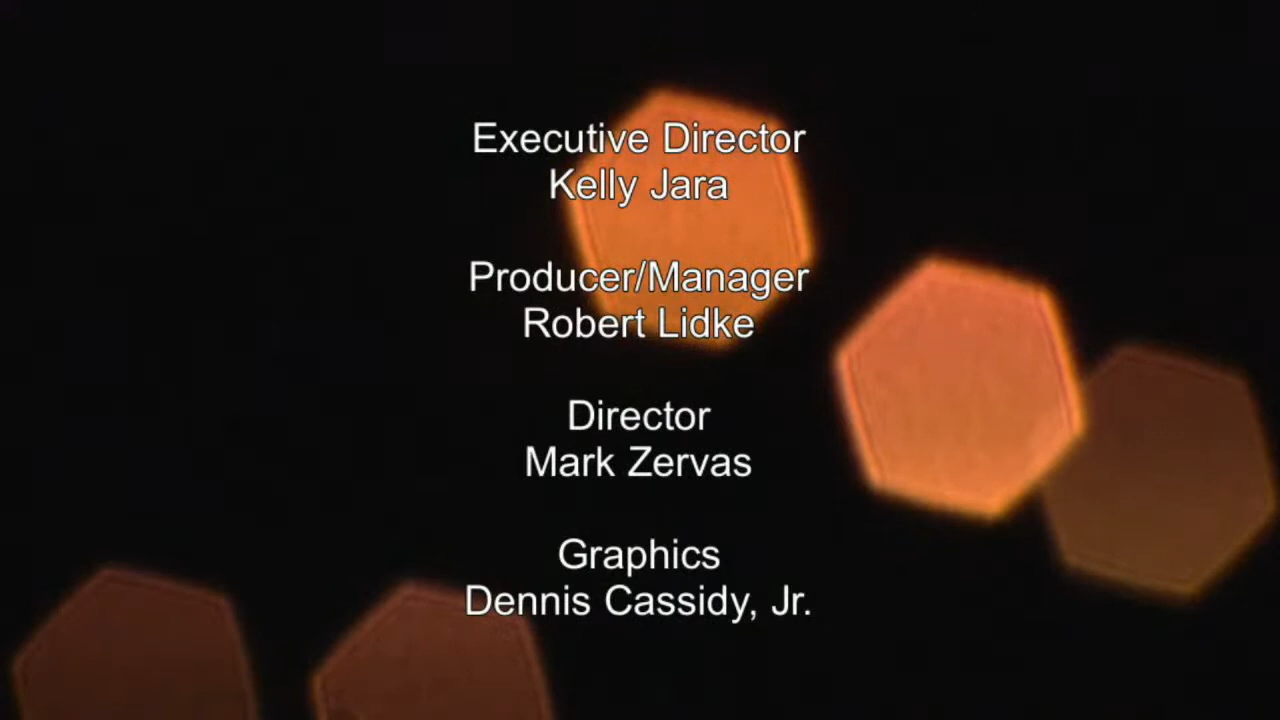 Executive Director
Kelly Jara
Producer/Manager
Robert Lidke
Director
Mark Zervas
Graphics
Dennis Cassidy, Jr.